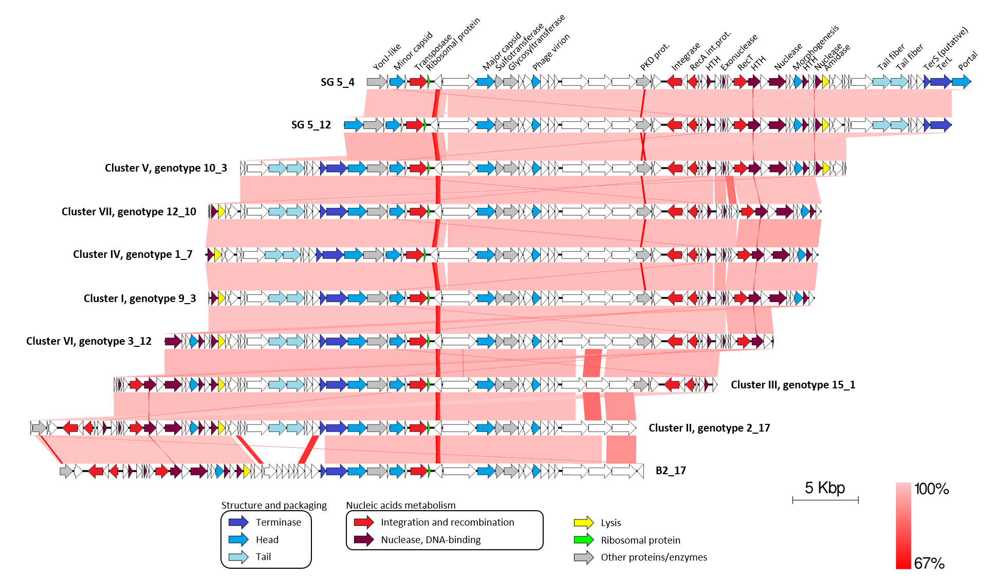 YonJ-like
Minor capsid
Transposase
Ribosomal protein
Major capsid
Sulfotransferase
Glycosyltransferase
Phage virion
PKD prot.
Integrase
RecA int.prot.
HTH
Exonuclease
RecT
HTH
Nuclease
Morphogenesis
HTH
Nuclease
Amidase
Tail fiber
Tail fiber
TerS (putative)
TerL
Portal
SG 5_4
SG 5_12
Cluster V, genotype 10_3
Cluster VII, genotype 12_10
Cluster IV, genotype 1_7
Cluster I, genotype 9_3
Cluster VI, genotype 3_12
Cluster III, genotype 15_1
Cluster II, genotype 2_17
B2_17
5 Kbp
100%
67%
Structure and packaging
Terminase
Head
Tail
Nucleic acids metabolism
Integration and recombination
Nuclease, DNA-binding
Lysis
Ribosomal protein
Other proteins/enzymes